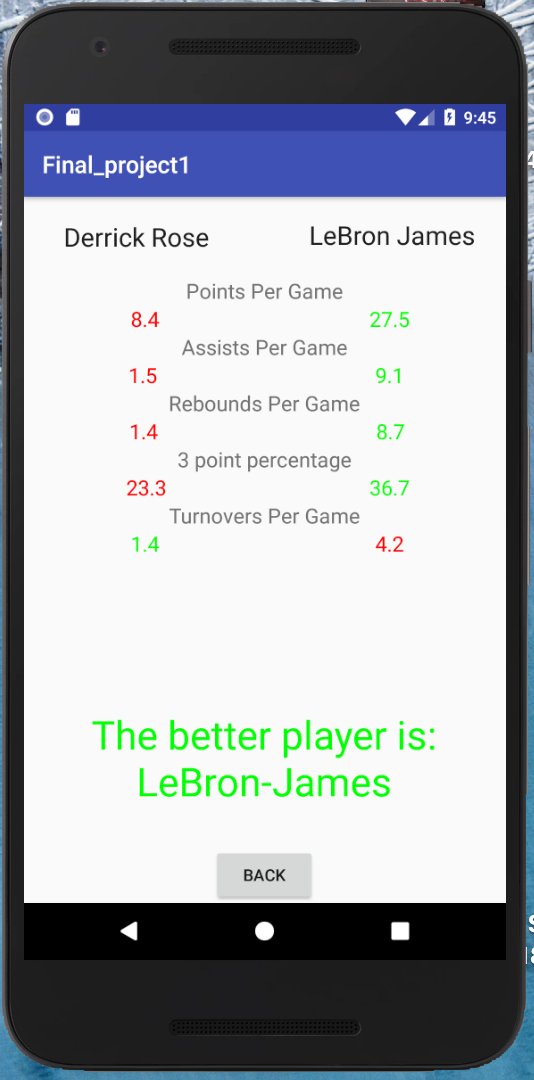 9:45
Final_project1
Derrick Rose LeBron James
Points Per Game
8.4 27.5
Assists Per Game
1.5 9.1
Rebounds Per Game
1.4 8.7
3 point percentage
23.3 36.7
Turnovers Per Game
1.4 4.2
The better player is:
LeBron-James
BACK